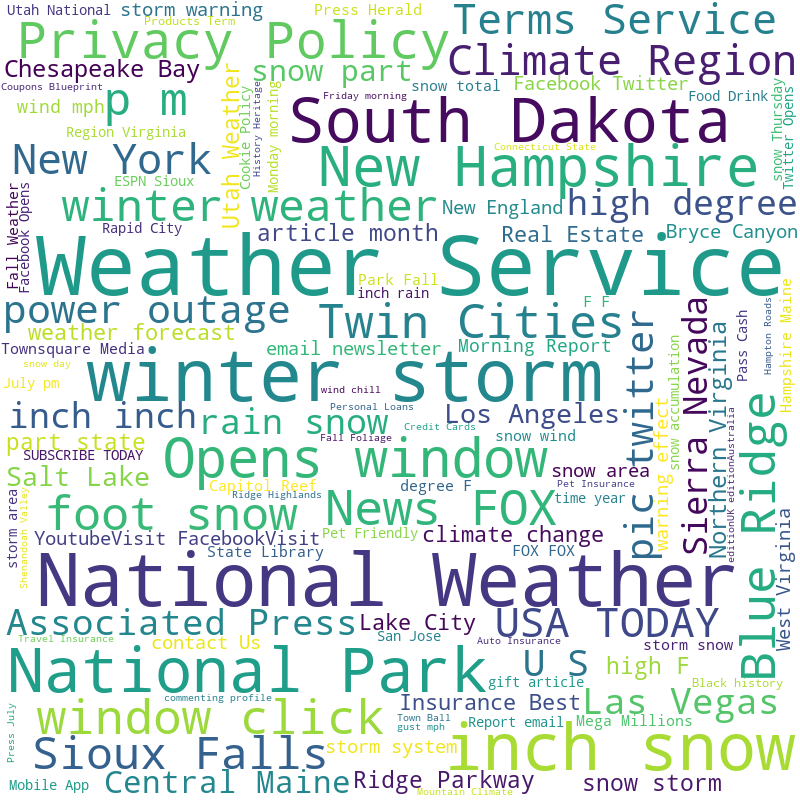 Utah National
storm warning
Products Term
Press Herald
Terms Service
Privacy Policy
Climate Region
Chesapeake Bay
snow part
Coupons Blueprint
p m
wind mph
Region Virginia
Utah Weather
Cookie Policy
History Heritage
Monday morning
Friday morning
snow total
Facebook Twitter
Food Drink
snow Thursday
Twitter Opens
South Dakota
Connecticut State
New York
ESPN Sioux
New Hampshire
winter weather
New England
high degree
Fall Weather
Facebook Opens
Rapid City
article month
Real Estate
Bryce Canyon
Weather Service
Park Fall
inch rain
F F
power outage
weather forecast
Twin Cities
Townsquare Media
email newsletter
Morning Report
snow day
July pm
winter storm
wind chill
pic twitter
warning effect
snow accumulation
Sierra Nevada
Northern Virginia
Pass Cash
Hampton Roads
Hampshire Maine
editionUK editionAustralia
Blue Ridge
West Virginia
inch inch
rain snow
Personal Loans
Los Angeles
Credit Cards
part state
SUBSCRIBE TODAY
Fall Foliage
snow wind
Opens window
snow area
Salt Lake
Capitol Reef
Ridge Highlands
degree F
Pet Insurance
time year
storm area
Shenandoah Valley
foot snow
News FOX
YoutubeVisit FacebookVisit
Pet Friendly
climate change
State Library
FOX FOX
National Weather
Associated Press
Lake City
USA TODAY
Travel Insurance
contact Us
San Jose
Auto Insurance
storm snow
National Park
U S
high F
gift article
Black history
commenting profile
Insurance Best
Las Vegas
Press July
window click
Town Ball
gust mph
Report email
Mega Millions
Sioux Falls
storm system
inch snow
Mobile App
Central Maine
Ridge Parkway
snow storm
Mountain Climate